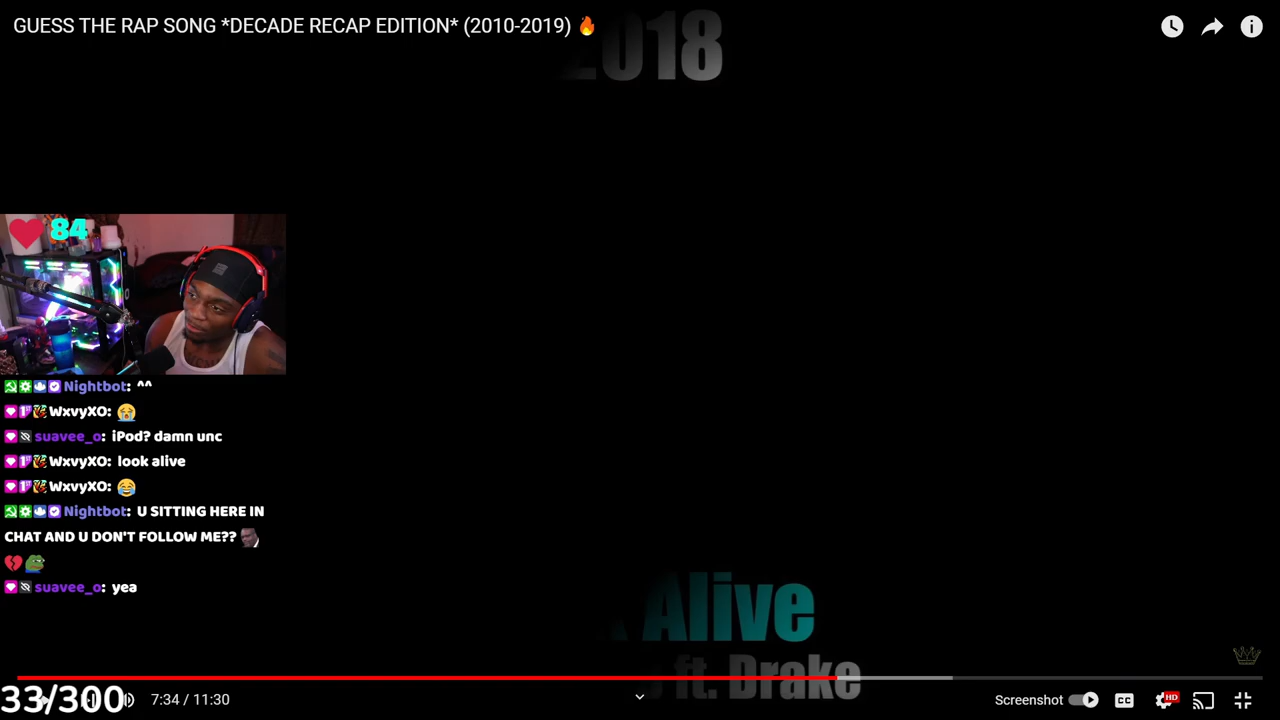 GUESS THE RAP SONG *DECADE RECAP EDITION* (2010-2019) 🔥
2018
84
Nightbot: ^^
WxvyXO: 😭
suavee_o: iPod? damn unc
WxvyXO: look alive
WxvyXO: 😂
Nightbot: U SITTING HERE IN
CHAT AND U DON'T FOLLOW ME??
💔
suavee_o: yea
Alive
ft. Drake
33/300
7:34 / 11:30
Screenshot
CC
HD